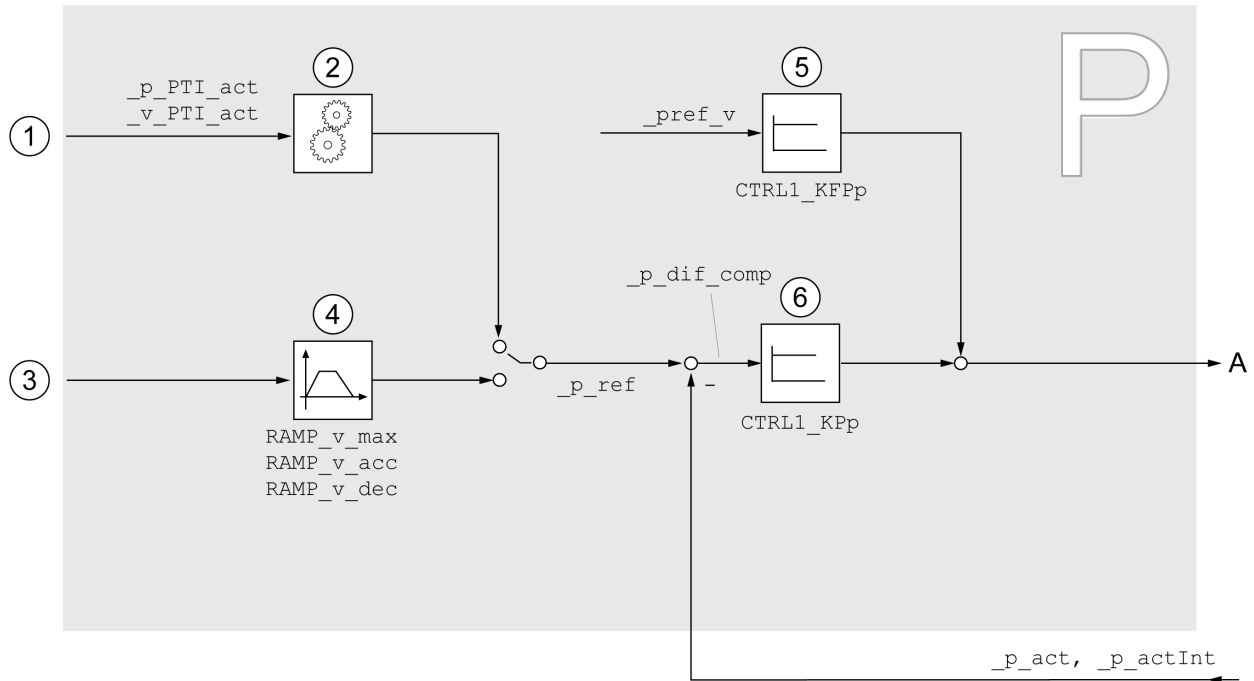 P
2
5
_p_PTI_act
_v_PTI_act
1
_pref_v
CTRL1_KFPp
_p_dif_comp
4
6
3
_p_ref
-
A
RAMP_v_max
RAMP_v_acc
RAMP_v_dec
CTRL1_KPp
_p_act, _p_actInt